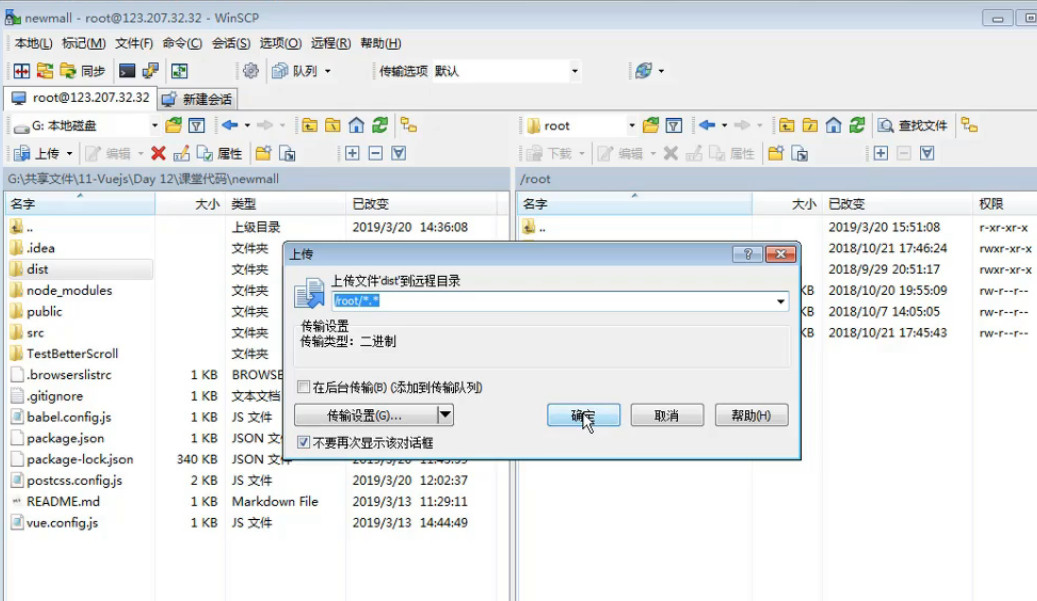 newmall - root@123.207.32.32 - WinSCP
本地(L) 标记(M) 文件(F) 命令(C) 会话(S) 选项(O) 远程(R) 帮助(H)
同步 队列 传输选项 默认
root@123.207.32.32 新建会话
G: 本地磁盘 root 查找文件
上传 编辑 属性 下载 编辑 属性
G:\共享文件\11-Vuejs\Day 12\课堂代码\newmall /root
名字 大小 类型 已改变 名字 大小 已改变 权限
.. 上级目录 2019/3/20 14:36:08 .. 2019/3/20 15:51:08 r-xr-xr-x
.idea 文件夹 2018/10/21 17:46:24 rwxr-xr-x
dist 文件夹 2018/9/29 20:51:17 rwxr-xr-x
node_modules 文件夹 KB 2018/10/20 19:55:09 rw-r--r--
public 文件夹 KB 2018/10/7 14:05:05 rw-r--r--
src 文件夹 KB 2018/10/21 17:45:43 rw-r--r--
TestBetterScroll 文件夹
.browserslistrc 1 KB BROWSE
.gitignore 1 KB 文本文档
babel.config.js 1 KB JS 文件
package.json 1 KB JSON 文
package-lock.json 340 KB JSON 文
postcss.config.js 2 KB JS 文件 2019/3/20 12:02:37
README.md 1 KB Markdown File 2019/3/13 11:29:11
vue.config.js 1 KB JS 文件 2019/3/13 14:44:49
上传
上传文件'dist'到远程目录
/root/*.*
传输设置
传输类型：二进制
在后台传输(B) (添加到传输队列)
传输设置(G)... 确定 取消 帮助(H)
不要再次显示该对话框